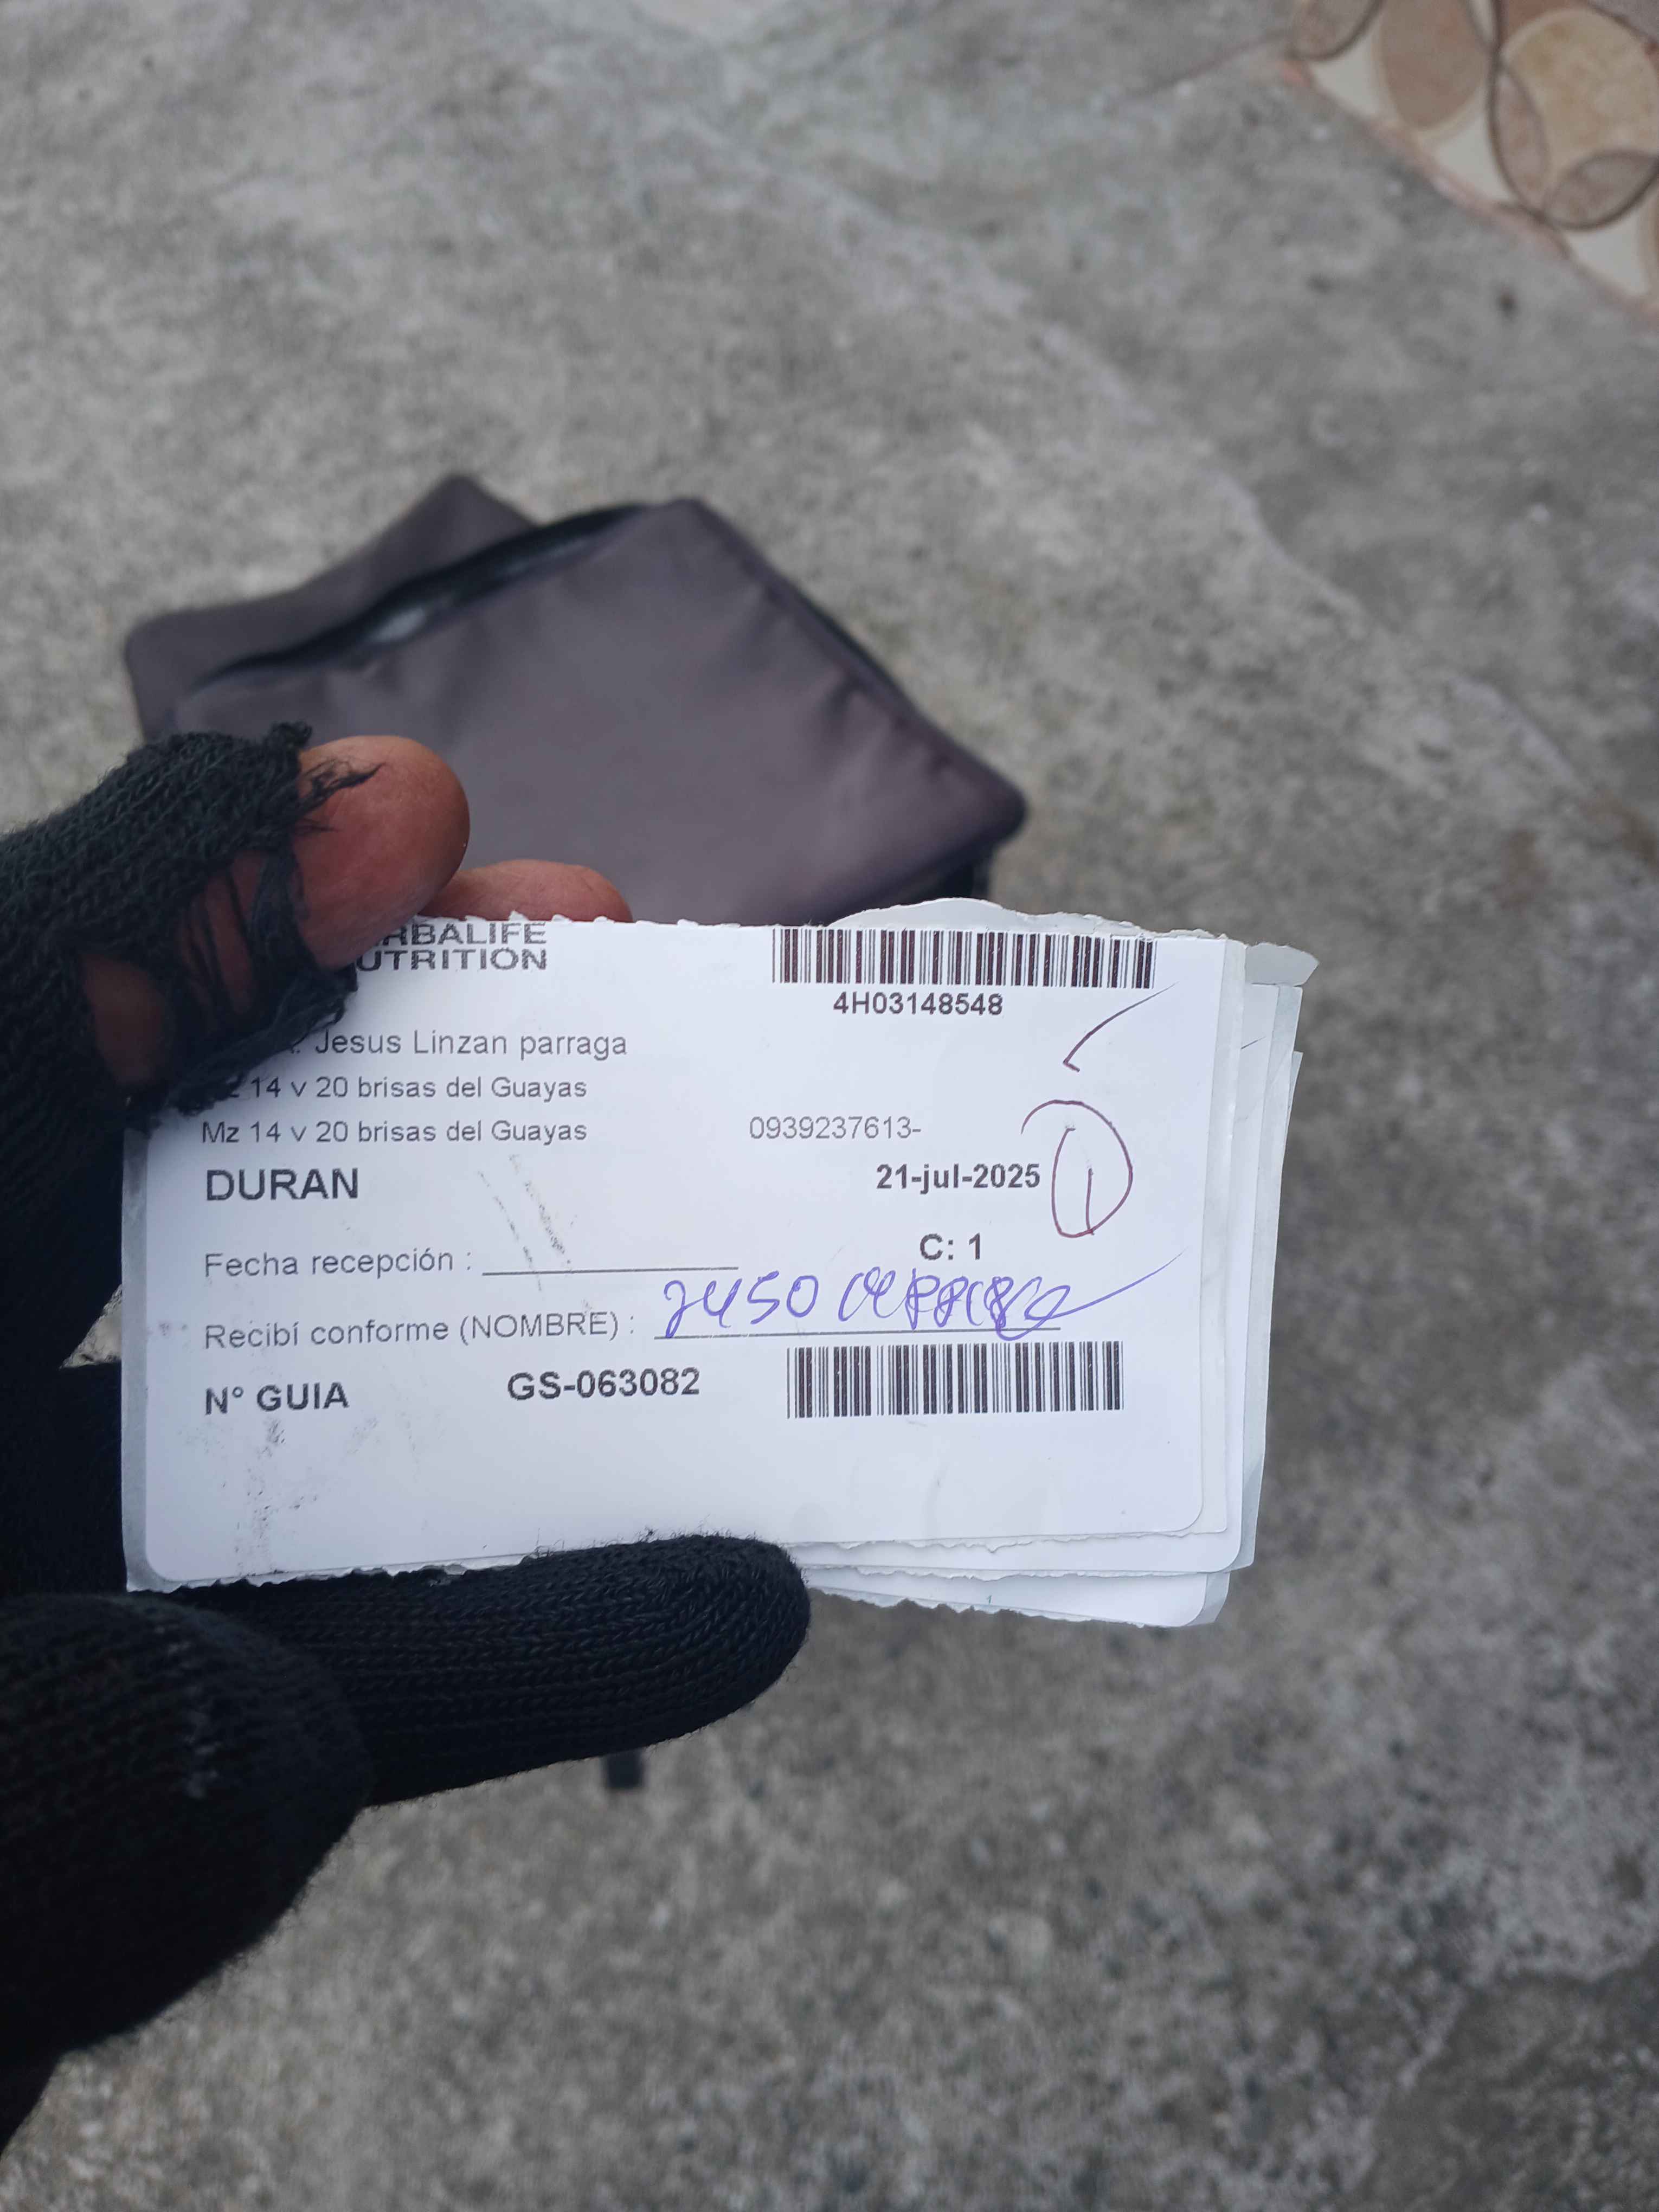 RBALIFE
UTRITION
4H03148548
Jesus Linzan parraga
14 v 20 brisas del Guayas
Mz 14 v 20 brisas del Guayas 0939237613-
DURAN 21-jul-2025 1
C: 1
Fecha recepción :
Recibí conforme (NOMBRE) :
N° GUIA GS-063082